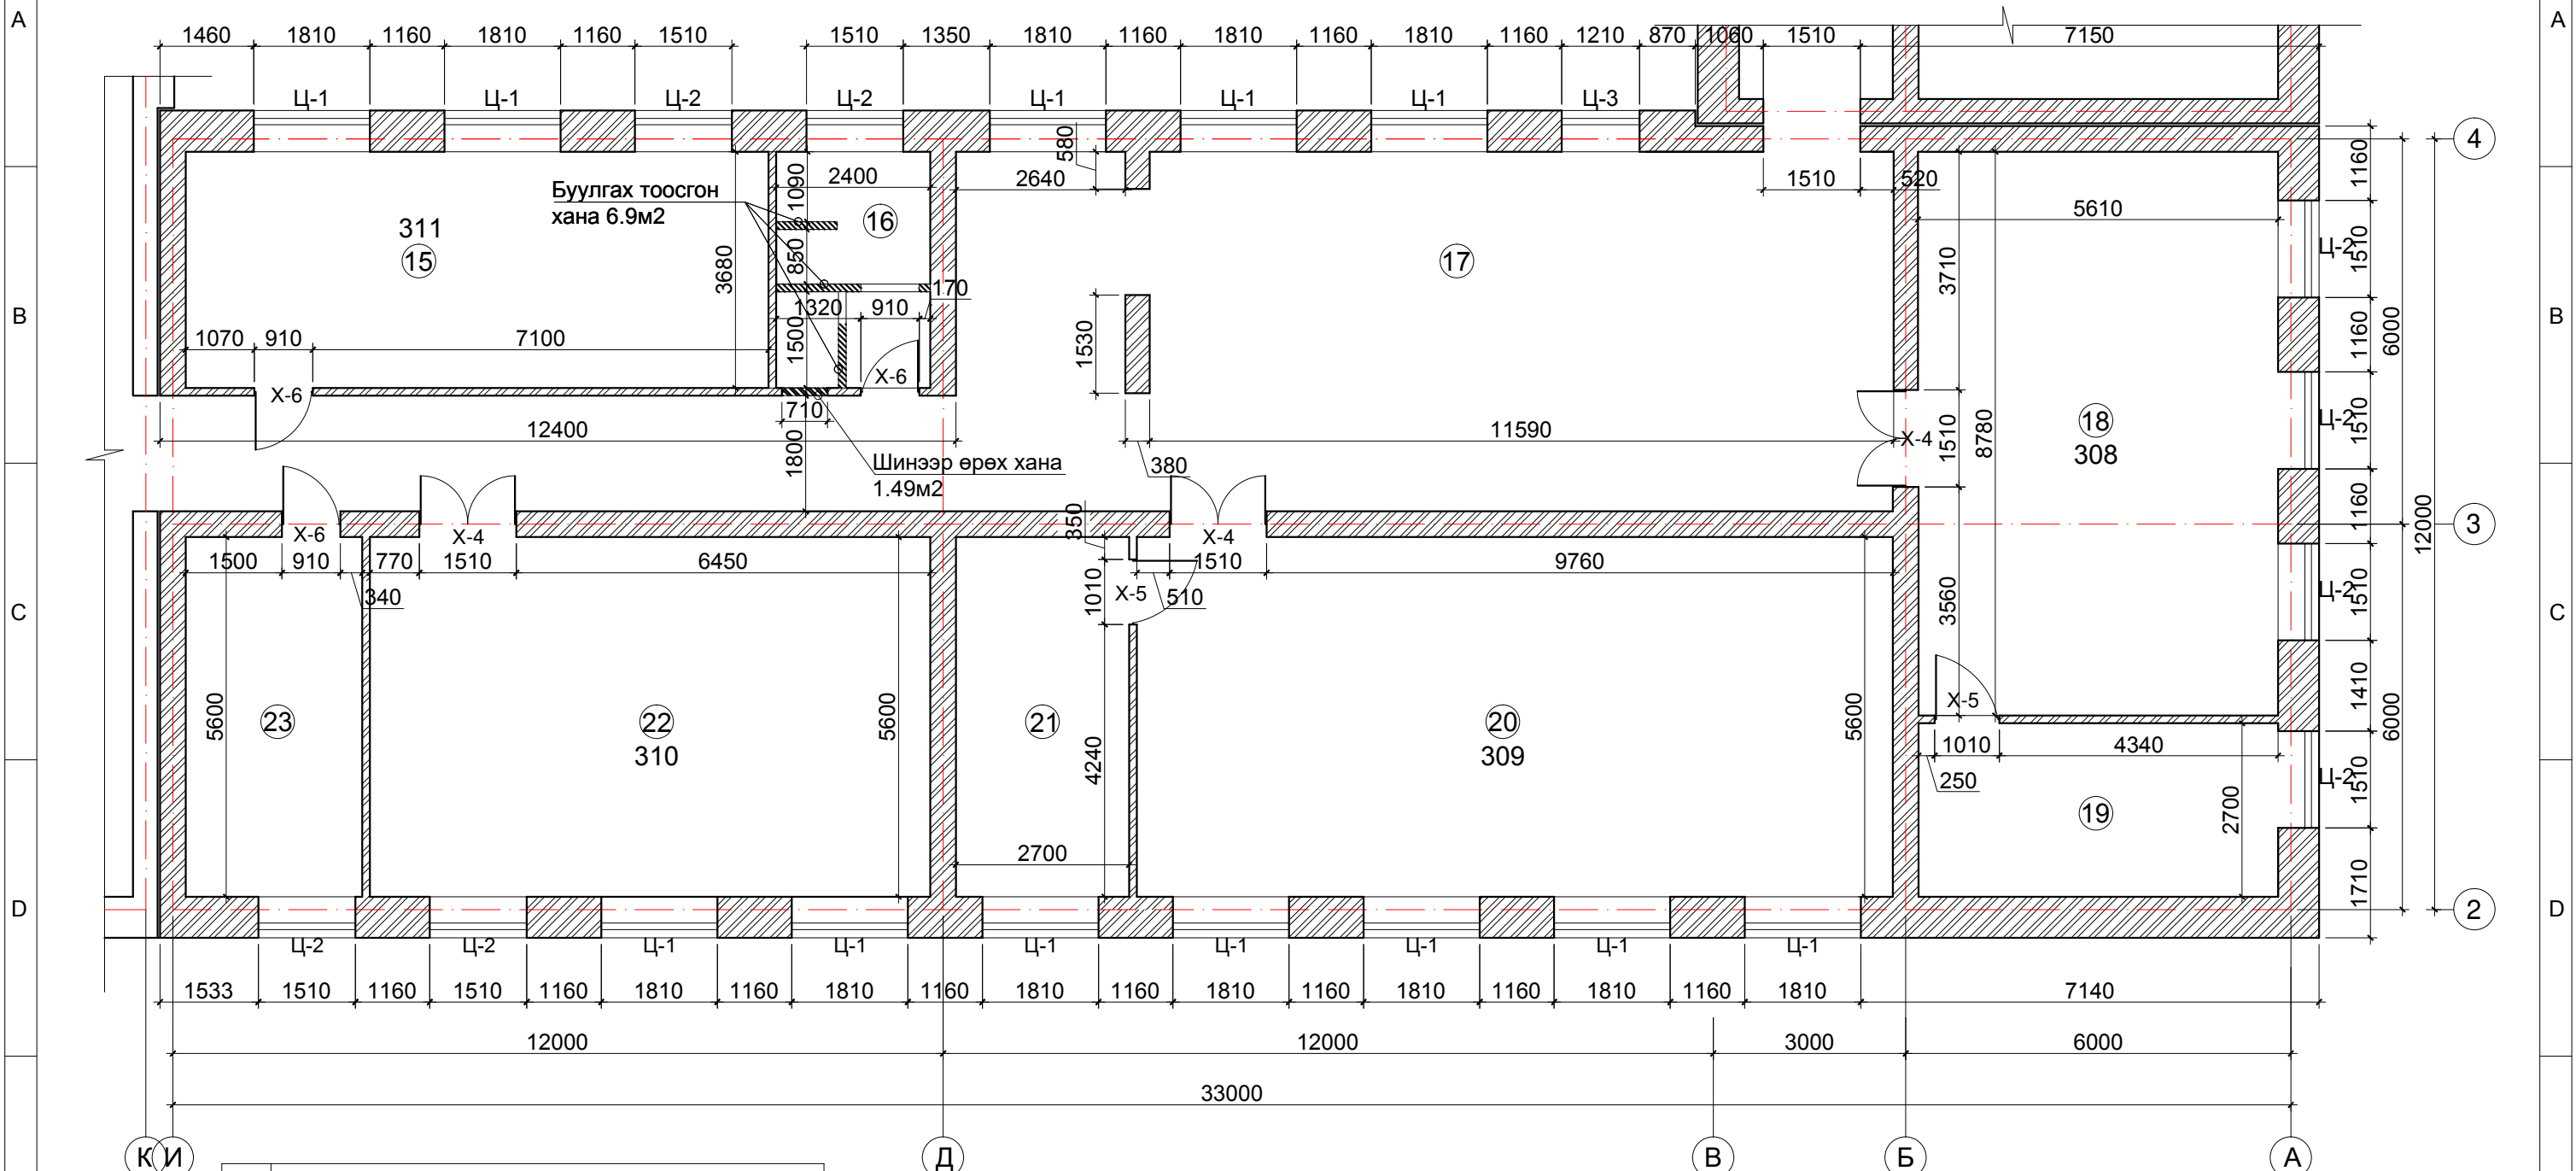 A
A
1460 1810 1160 1810 1160 1510 1510 1350 1810 1160 1810 1160 1810 1160 1210 870 1060 1510 7150
Ц-1 Ц-1 Ц-2 Ц-2 Ц-1 Ц-1 Ц-1 Ц-3
580
4
1160
1090
2400
2640
1510 520
Буулгах тоосгон
хана 6.9м2
16
5610
311
15
3680
850
17
3710
Ц-2
1510
170
B
1320 910
1500
1530
1160
6000
B
1070 910 7100
Х-6
Х-6
710
12400
1800
11590
380
Х-4
1510
8780
18
308
Ц-2
1510
Шинээр өрөх хана
1.49м2
1160
12000
3
350
Х-6
Х-4
Х-4
1500 910 770 1510 6450
1510 9760
340
1010
Х-5
510
3560
Ц-2
1510
C
C
5600
23
22
310
5600
21
4240
20
309
5600
Х-5
1410
6000
1010 4340
250
Ц-2
1510
2700
19
2700
1710
D
D
2
Ц-2 Ц-2 Ц-1 Ц-1 Ц-1 Ц-1 Ц-1 Ц-1 Ц-1
1533 1510 1160 1510 1160 1810 1160 1810 1160 1810 1160 1810 1160 1810 1160 1810 1160 1810 7140
12000 12000 3000 6000
33000
К И Д В Б А